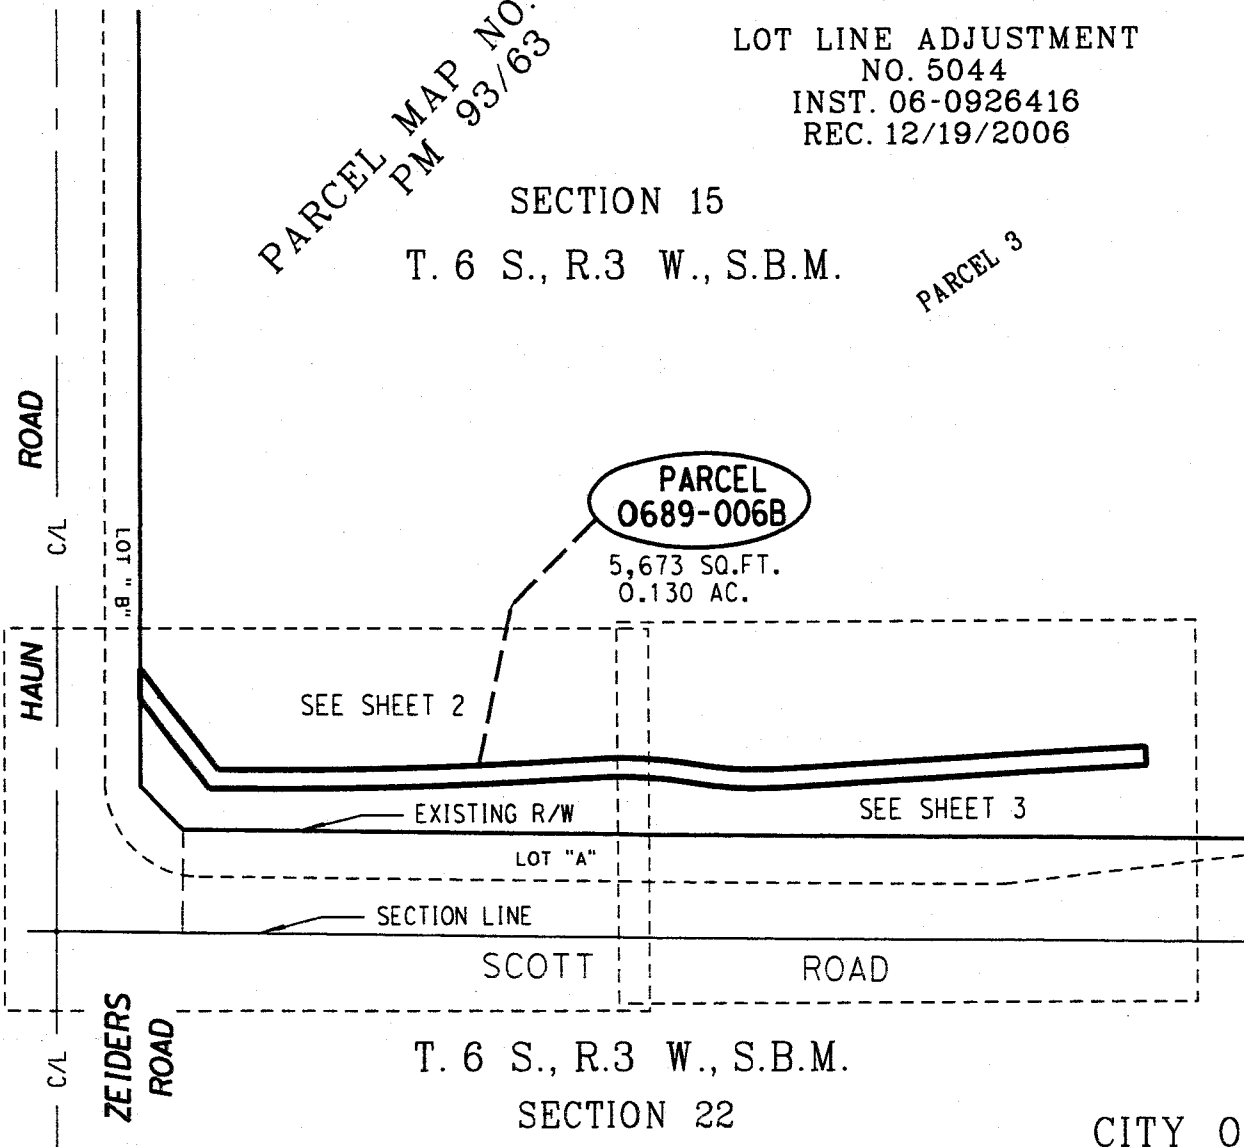 PARCEL MAP NO.
PM 93/63
LOT LINE ADJUSTMENT
NO. 5044
INST. 06-0926416
REC. 12/19/2006
SECTION 15
T. 6 S., R.3 W., S.B.M.
PARCEL 3
ROAD
C/L
LOT "B"
HAUN
PARCEL
0689-006B
5,673 SQ.FT.
0.130 AC.
SEE SHEET 2
SEE SHEET 3
EXISTING R/W
LOT "A"
SECTION LINE
SCOTT ROAD
ZEIDERS
ROAD
C/L
T. 6 S., R.3 W., S.B.M.
SECTION 22
CITY O